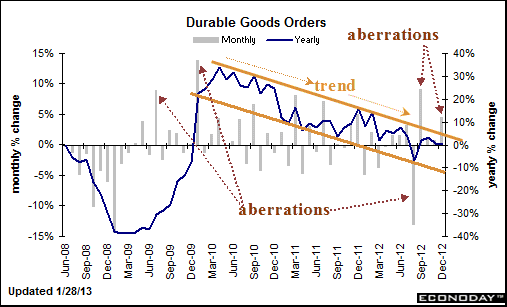 Durable Goods Orders
Monthly Yearly
aberrations
trend
aberrations
monthly % change
15%
10%
5%
0%
-5%
-10%
-15%
yearly % change
40%
30%
20%
10%
0%
-10%
-20%
-30%
-40%
Jun-08
Sep-08
Dec-08
Mar-09
Jun-09
Sep-09
Dec-09
Mar-10
Jun-10
Sep-10
Dec-10
Mar-11
Jun-11
Sep-11
Dec-11
Mar-12
Jun-12
Sep-12
Dec-12
Updated 1/28/13
ECONODAY™